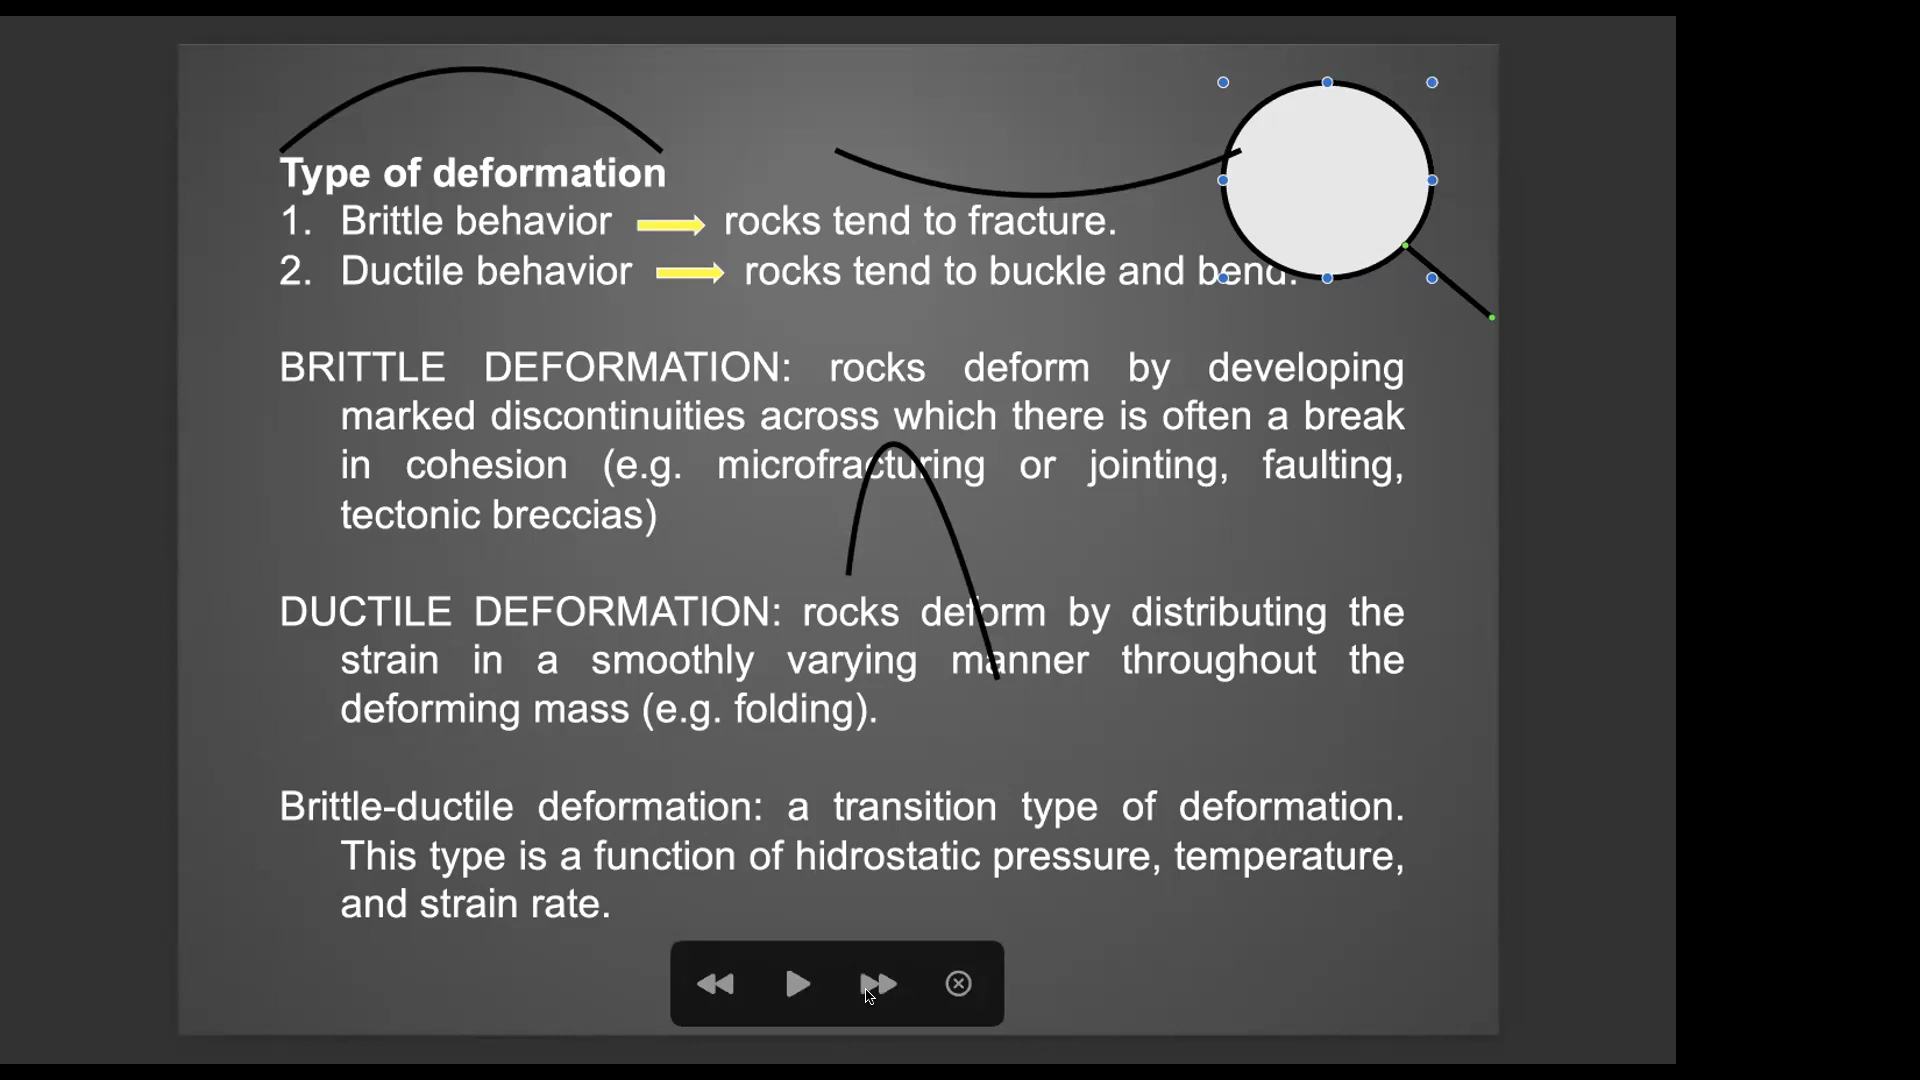 Type of deformation
1. Brittle behavior rocks tend to fracture.
2. Ductile behavior rocks tend to buckle and bend.
BRITTLE DEFORMATION: rocks deform by developing
marked discontinuities across which there is often a break
in cohesion (e.g. microfracturing or jointing, faulting,
tectonic breccias)
DUCTILE DEFORMATION: rocks deform by distributing the
strain in a smoothly varying manner throughout the
deforming mass (e.g. folding).
Brittle-ductile deformation: a transition type of deformation.
This type is a function of hidrostatic pressure, temperature,
and strain rate.